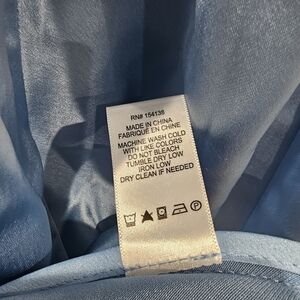 RN# 154135
MADE IN CHINA
FABRIQUÉ EN CHINE
MACHINE WASH COLD
WITH LIKE COLORS
DO NOT BLEACH
TUMBLE DRY LOW
IRON LOW
DRY CLEAN IF NEEDED